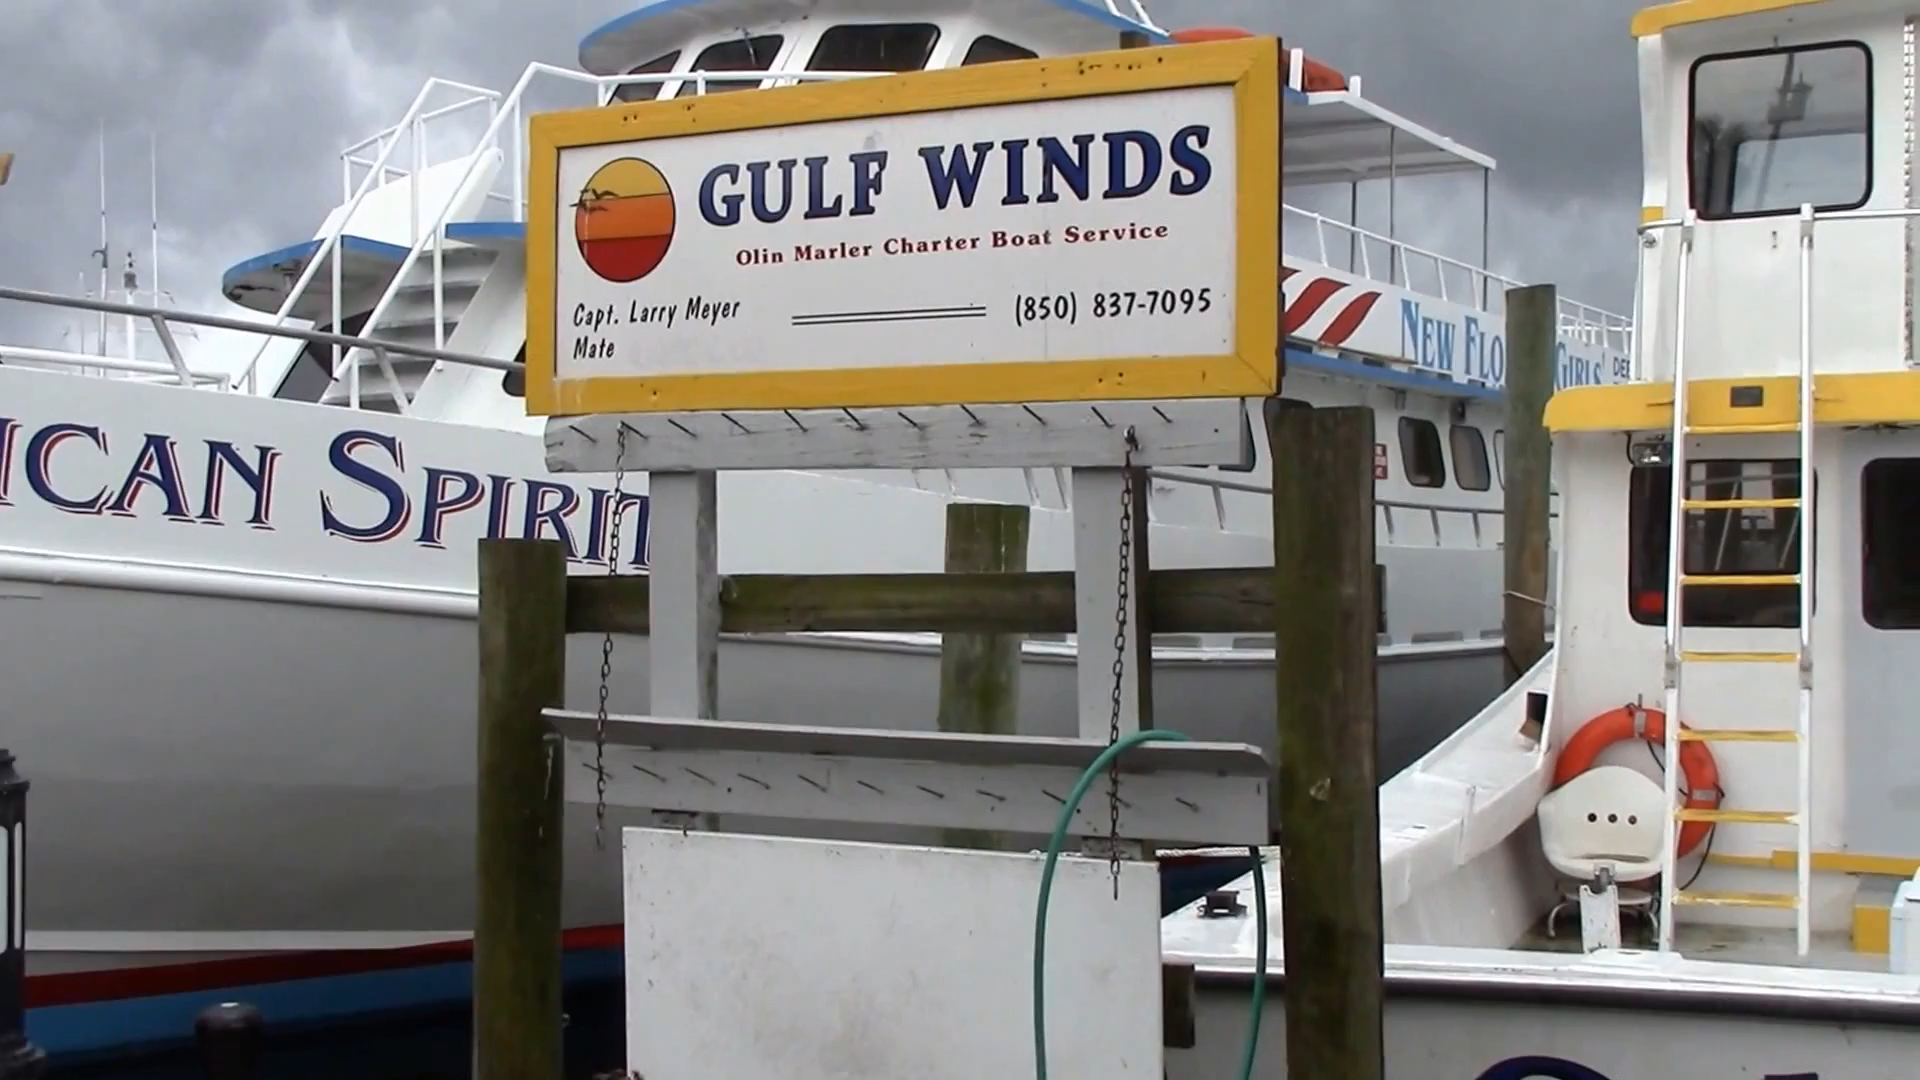 GULF WINDS
Olin Marler Charter Boat Service
Capt. Larry Meyer
(850) 837-7095
Mate
ICAN SPIRIT
NEW FLO
GIRLS'